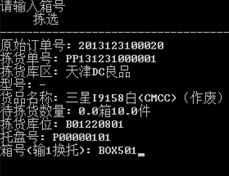 请输入箱号
拣选
原始订单号: 2013123100020
拣货单号: PP131231000001
拣货库区: 天津DC良品
型号: -
货品名称: 三星I9158白<CMCC>（作废）
待拣货数量: 0.0箱10.0件
拣货库位: B01220801
托盘号: P00000101
箱号<输1换托>: BOX501_